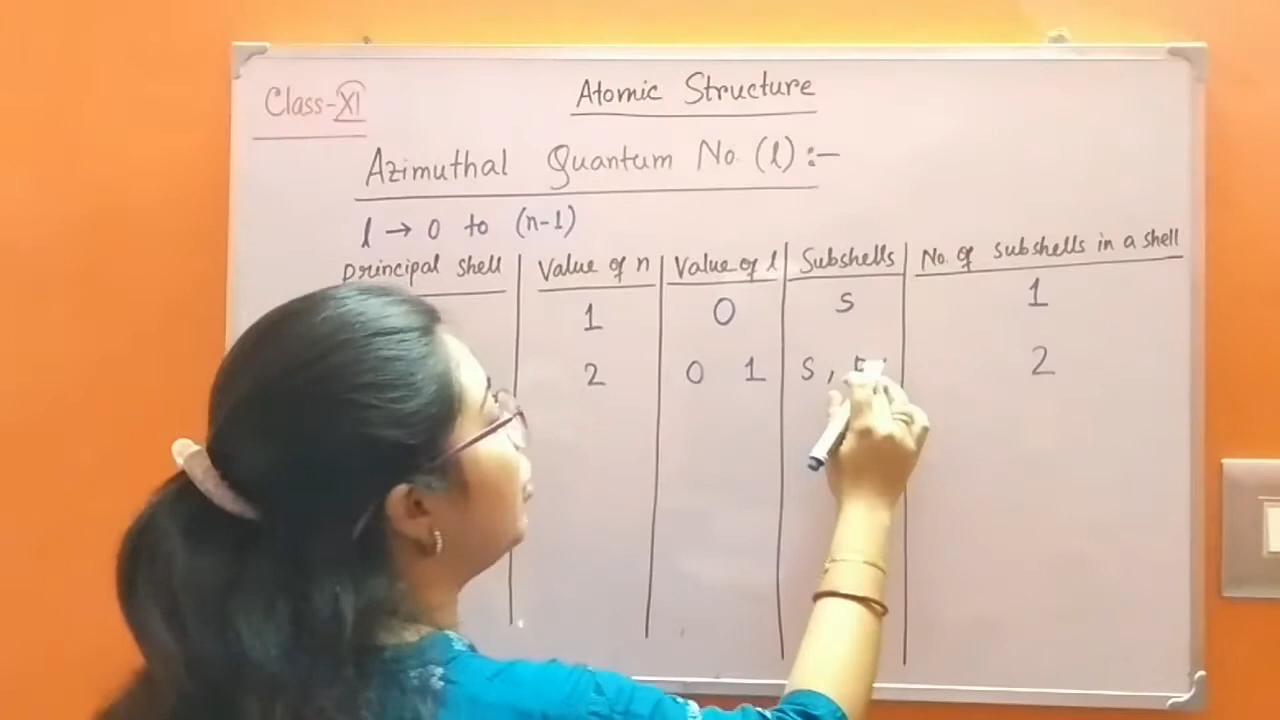 Class-XI
Atomic Structure
Azimuthal Quantum No. (l) :-
l → 0 to (n-1)
Principal Shell | Value of n | Value of l | Subshells | No. of subshells in a shell
1 | 0 | s | 1
2 | 0 1 | s, | 2